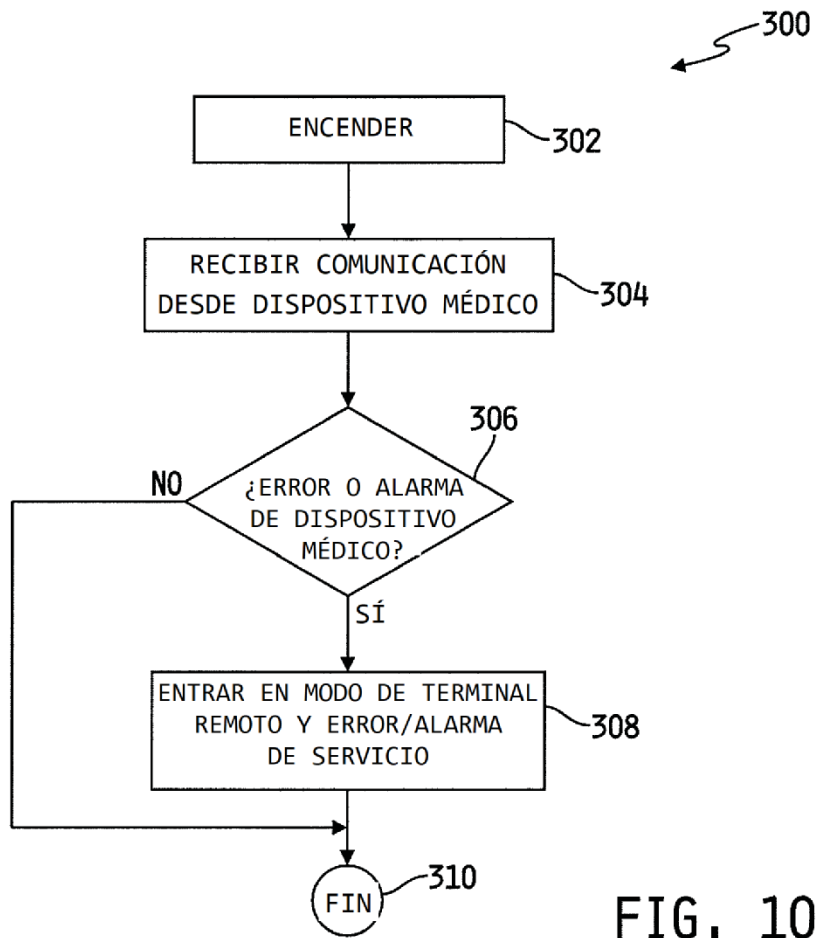 300
ENCENDER
302
RECIBIR COMUNICACIÓN
DESDE DISPOSITIVO MÉDICO
304
306
NO
¿ERROR O ALARMA
DE DISPOSITIVO
MÉDICO?
SÍ
ENTRAR EN MODO DE TERMINAL
REMOTO Y ERROR/ALARMA
DE SERVICIO
308
FIN
310
FIG. 10